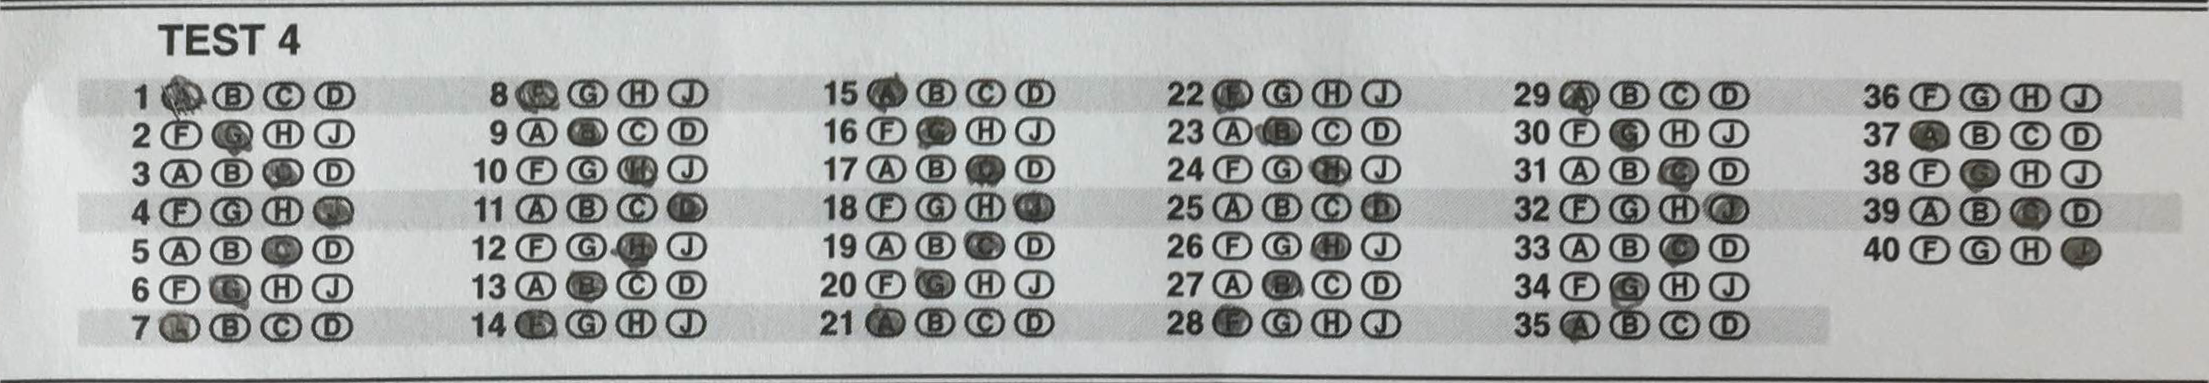 TEST 4
1 A B C D 8 F G H J 15 A B C D 22 F G H J 29 A B C D 36 F G H J
2 F G H J 9 A B C D 16 F G H J 23 A B C D 30 F G H J 37 A B C D
3 A B C D 10 F G H J 17 A B C D 24 F G H J 31 A B C D 38 F G H J
4 F G H J 11 A B C D 18 F G H J 25 A B C D 32 F G H J 39 A B C D
5 A B C D 12 F G H J 19 A B C D 26 F G H J 33 A B C D 40 F G H J
6 F G H J 13 A B C D 20 F G H J 27 A B C D 34 F G H J
7 A B C D 14 F G H J 21 A B C D 28 F G H J 35 A B C D